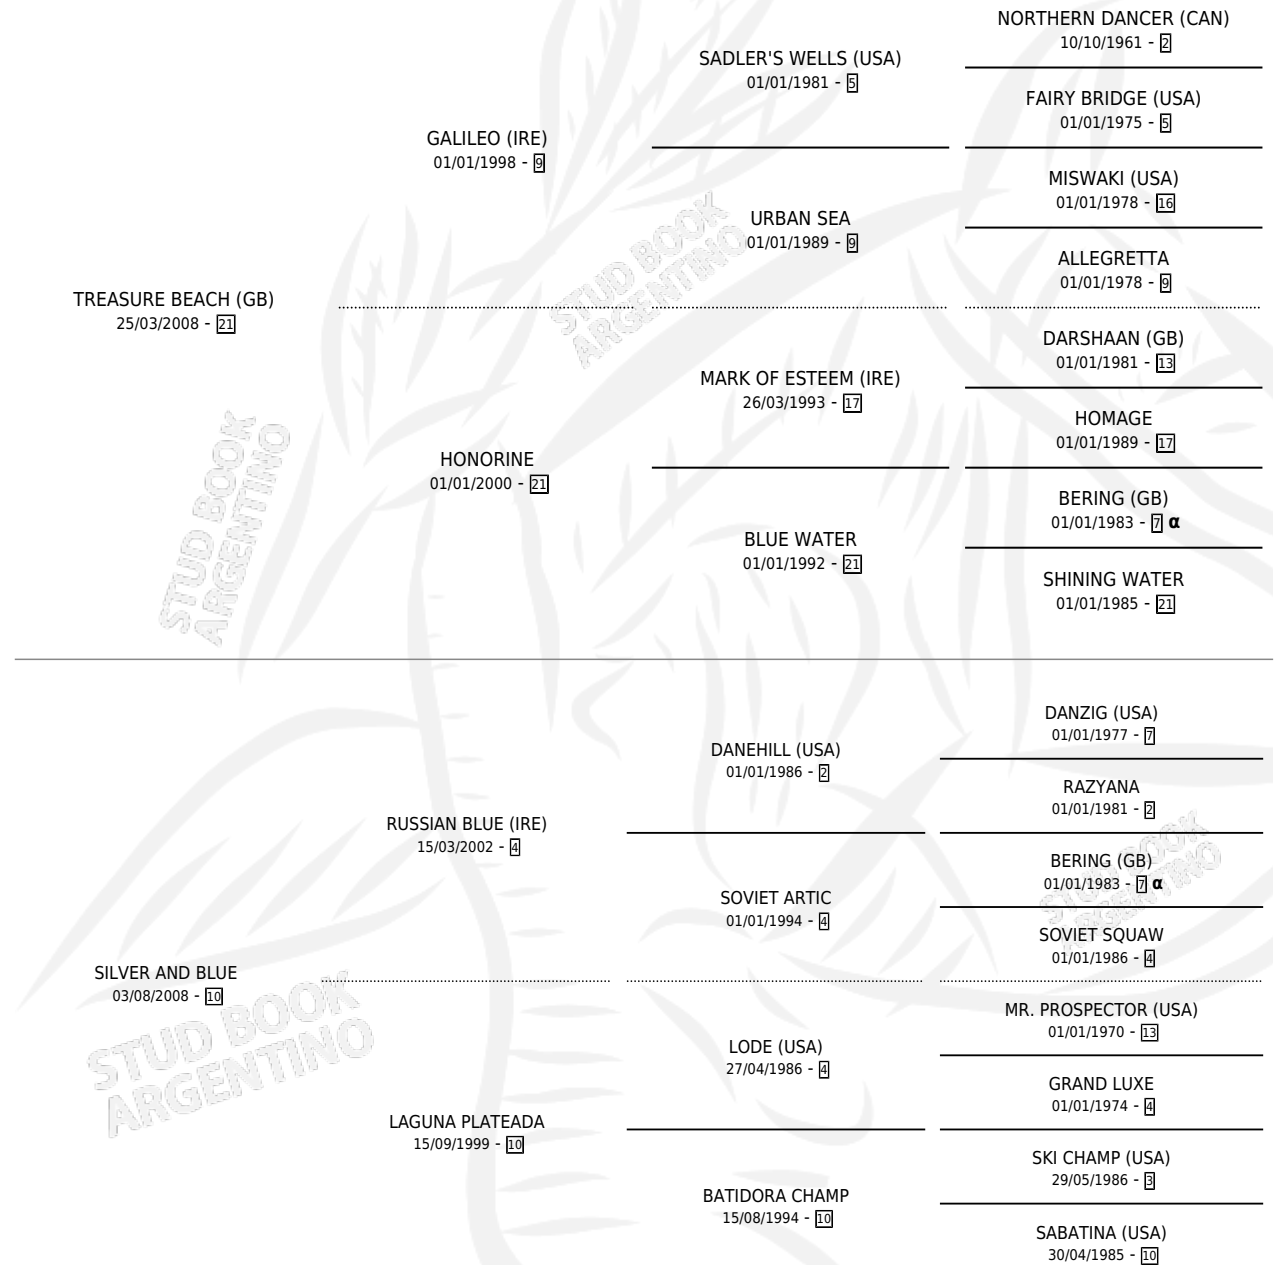 NORTHERN DANCER (CAN)
10/10/1961 - 2
SADLER'S WELLS (USA)
01/01/1981 - 5
FAIRY BRIDGE (USA)
01/01/1975 - 5
GALILEO (IRE)
01/01/1998 - 9
MISWAKI (USA)
01/01/1978 - 16
URBAN SEA
01/01/1989 - 9
ALLEGRETTA
01/01/1978 - 9
STUD BOOK
ARGENTINO
TREASURE BEACH (GB)
25/03/2008 - 21
DARSHAAN (GB)
01/01/1981 - 13
MARK OF ESTEEM (IRE)
26/03/1993 - 17
HOMAGE
01/01/1989 - 17
HONORINE
01/01/2000 - 21
BERING (GB)
01/01/1983 - 7 α
BLUE WATER
01/01/1992 - 21
SHINING WATER
01/01/1985 - 21
STUD BOOK
ARGENTINO
DANZIG (USA)
01/01/1977 - 7
DANEHILL (USA)
01/01/1986 - 2
RAZYANA
01/01/1981 - 2
RUSSIAN BLUE (IRE)
15/03/2002 - 4
BERING (GB)
01/01/1983 - 7 α
SOVIET ARTIC
01/01/1994 - 4
SOVIET SQUAW
01/01/1986 - 4
STUD BOOK
ARGENTINO
SILVER AND BLUE
03/08/2008 - 10
MR. PROSPECTOR (USA)
01/01/1970 - 13
LODE (USA)
27/04/1986 - 4
GRAND LUXE
01/01/1974 - 4
STUD BOOK
ARGENTINO
LAGUNA PLATEADA
15/09/1999 - 10
SKI CHAMP (USA)
29/05/1986 - 3
BATIDORA CHAMP
15/08/1994 - 10
SABATINA (USA)
30/04/1985 - 10